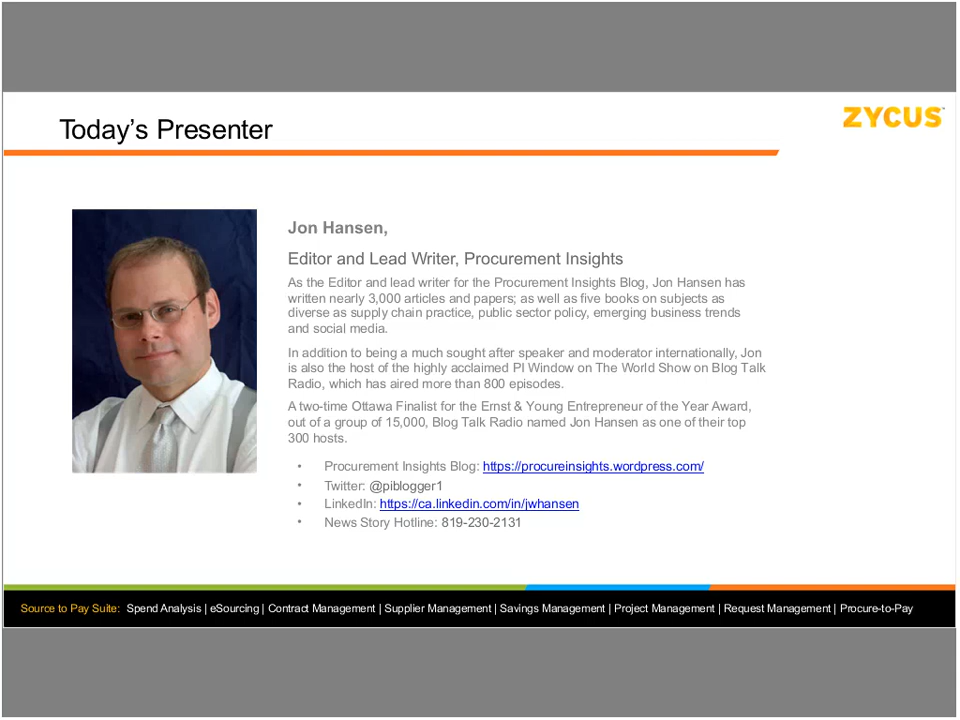 Today's Presenter
ZYCUS™
Jon Hansen,
Editor and Lead Writer, Procurement Insights
As the Editor and lead writer for the Procurement Insights Blog, Jon Hansen has
written nearly 3,000 articles and papers; as well as five books on subjects as
diverse as supply chain practice, public sector policy, emerging business trends
and social media.
In addition to being a much sought after speaker and moderator internationally, Jon
is also the host of the highly acclaimed PI Window on The World Show on Blog Talk
Radio, which has aired more than 800 episodes.
A two-time Ottawa Finalist for the Ernst & Young Entrepreneur of the Year Award,
out of a group of 15,000, Blog Talk Radio named Jon Hansen as one of their top
300 hosts.
• Procurement Insights Blog: https://procureinsights.wordpress.com/
• Twitter: @piblogger1
• LinkedIn: https://ca.linkedin.com/in/jwhansen
• News Story Hotline: 819-230-2131
Source to Pay Suite: Spend Analysis | eSourcing | Contract Management | Supplier Management | Savings Management | Project Management | Request Management | Procure-to-Pay